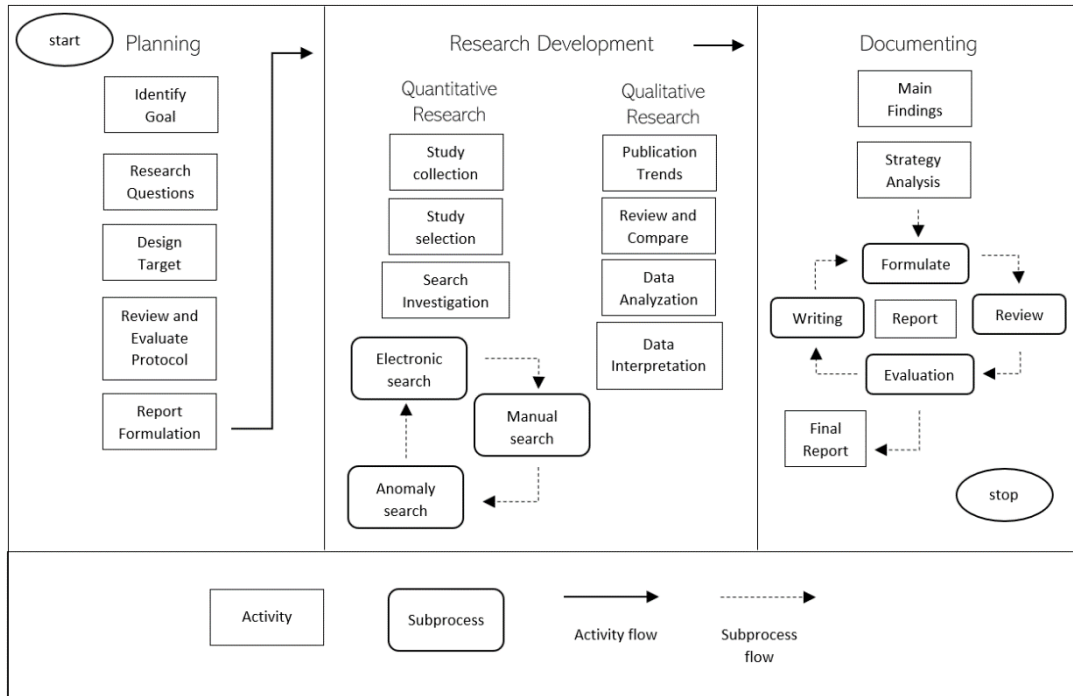 start
Planning
Identify
Goal
Research
Questions
Design
Target
Review and
Evaluate
Protocol
Report
Formulation
Research Development
Quantitative
Research
Study
collection
Study
selection
Search
Investigation
Electronic
search
Manual
search
Anomaly
search
Qualitative
Research
Publication
Trends
Review and
Compare
Data
Analyzation
Data
Interpretation
Documenting
Main
Findings
Strategy
Analysis
Formulate
Writing
Report
Review
Evaluation
Final
Report
stop
Activity
Subprocess
Activity flow
Subprocess
flow